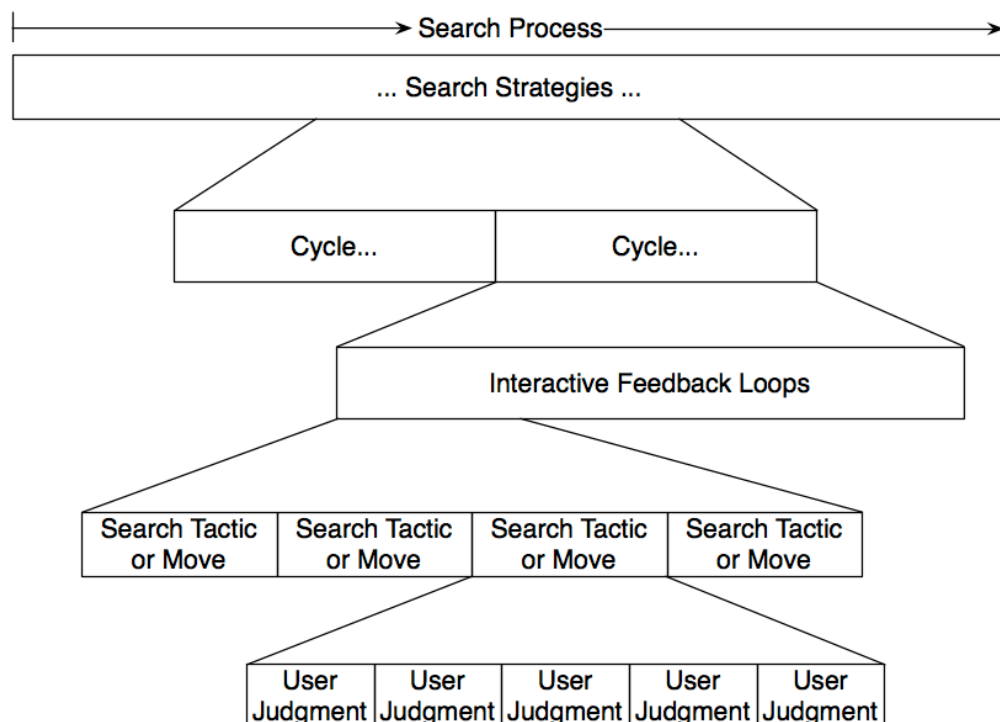 Search Process
... Search Strategies ...
Cycle... Cycle...
Interactive Feedback Loops
Search Tactic Search Tactic Search Tactic Search Tactic
or Move or Move or Move or Move
User User User User User
Judgment Judgment Judgment Judgment Judgment